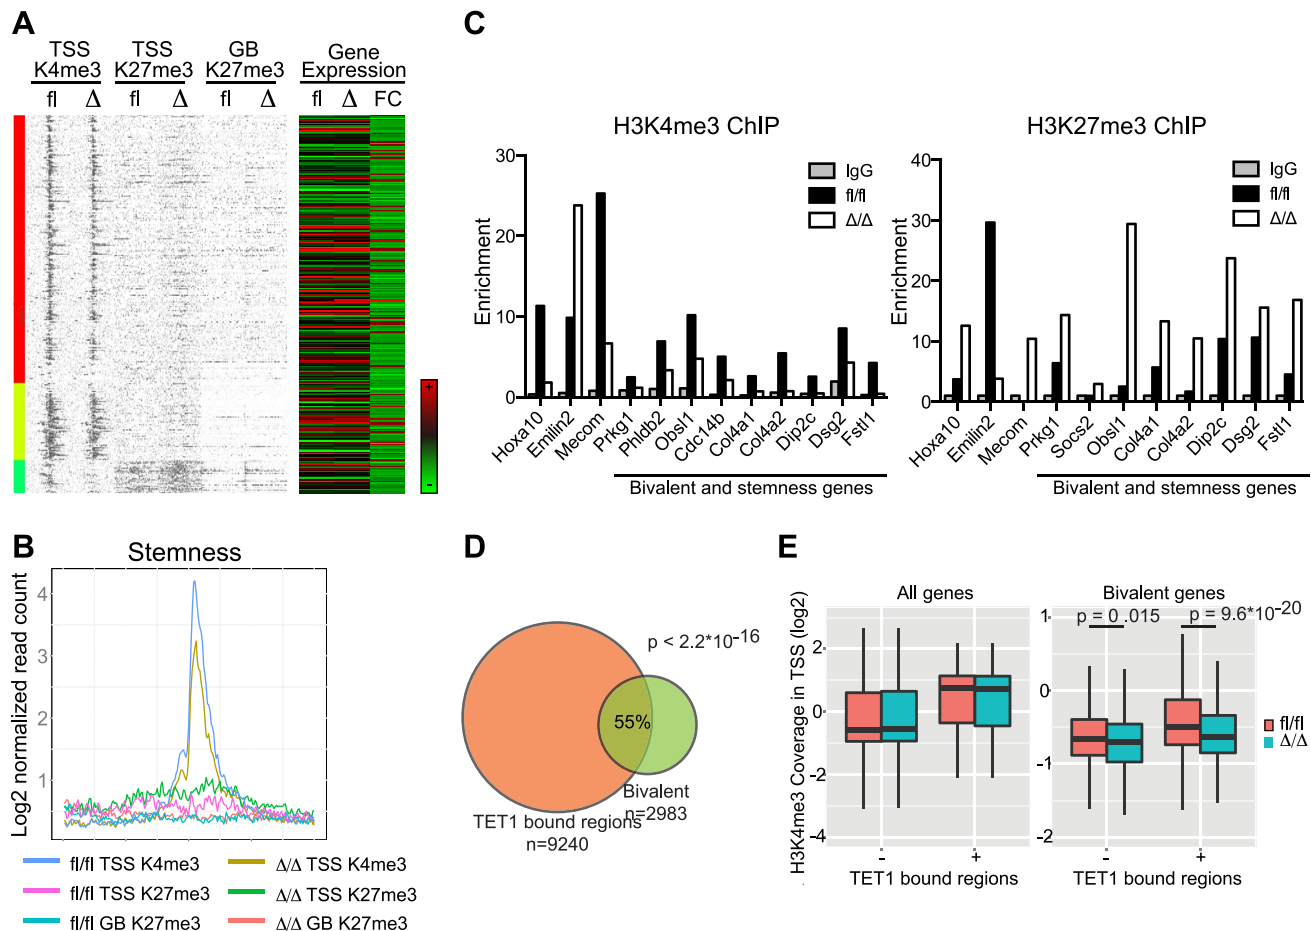 A
TSS TSS GB Gene
K4me3 K27me3 K27me3 Expression
fl Δ fl Δ fl Δ fl Δ FC
+
-
B
Stemness
Log2 normalized read count
4
3
2
1
fl/fl TSS K4me3 Δ/Δ TSS K4me3
fl/fl TSS K27me3 Δ/Δ TSS K27me3
fl/fl GB K27me3 Δ/Δ GB K27me3
C
H3K4me3 ChIP
Enrichment
30
20
10
0
IgG
fl/fl
Δ/Δ
Hoxa10 Emilin2 Mecom Prkg1 Phldb2 Obsl1 Cdc14b Col4a1 Col4a2 Dip2c Dsg2 Fstl1
Bivalent and stemness genes
H3K27me3 ChIP
Enrichment
40
30
20
10
0
IgG
fl/fl
Δ/Δ
Hoxa10 Emilin2 Mecom Prkg1 Socs2 Obsl1 Col4a1 Col4a2 Dip2c Dsg2 Fstl1
Bivalent and stemness genes
D
p < 2.2*10-16
55%
Bivalent
n=2983
TET1 bound regions
n=9240
E
H3K4me3 Coverage in TSS (log2)
All genes
2
0
-2
-4
- +
TET1 bound regions
Bivalent genes
p = 0 .015 p = 9.6*10-20
1
0
-1
-2
- +
TET1 bound regions
fl/fl
Δ/Δ